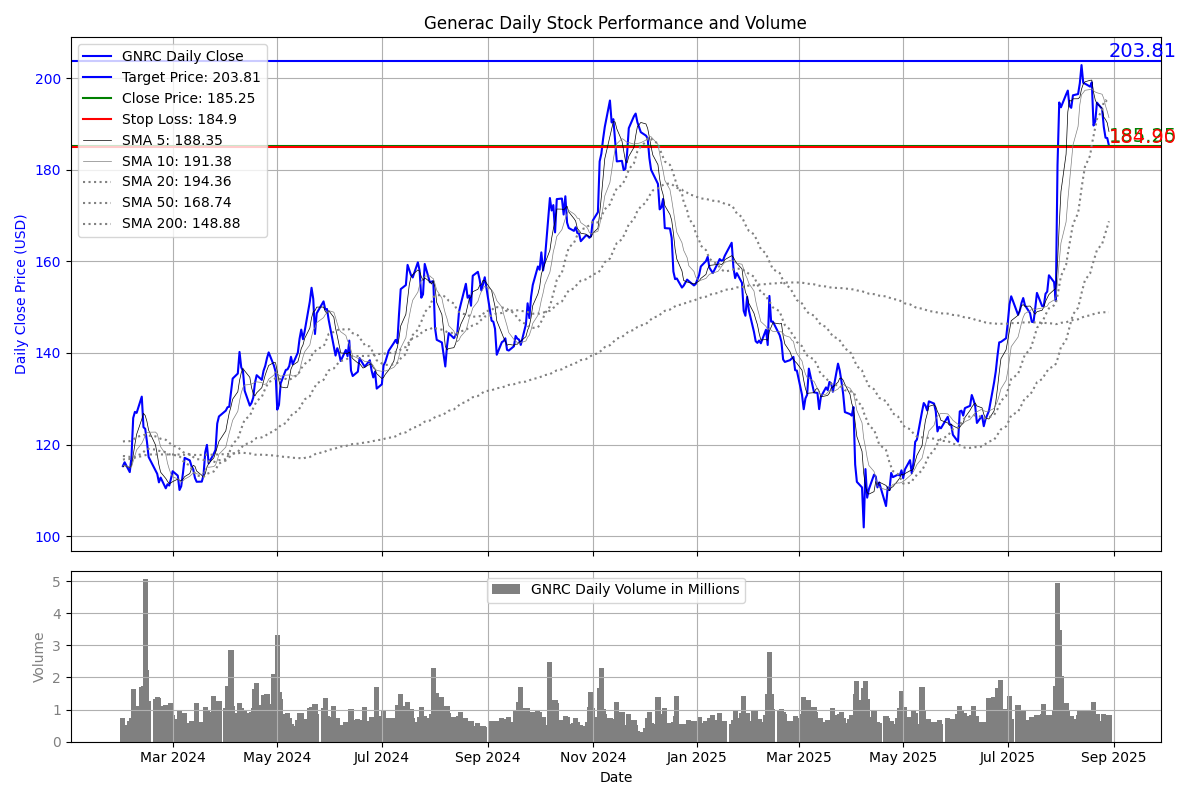 Generac Daily Stock Performance and Volume
GNRC Daily Close
Target Price: 203.81
Close Price: 185.25
Stop Loss: 184.9
SMA 5: 188.35
SMA 10: 191.38
SMA 20: 194.36
SMA 50: 168.74
SMA 200: 148.88
203.81
185.25
184.90
Daily Close Price (USD)
200
180
160
140
120
100
GNRC Daily Volume in Millions
Volume
5
4
3
2
1
0
Mar 2024
May 2024
Jul 2024
Sep 2024
Nov 2024
Jan 2025
Mar 2025
May 2025
Jul 2025
Sep 2025
Date